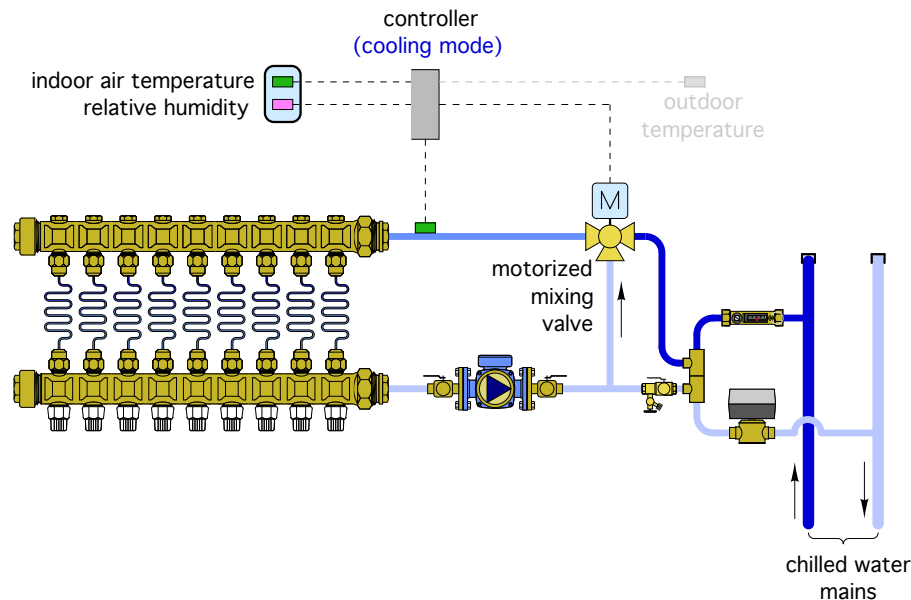 controller
(cooling mode)
indoor air temperature
relative humidity
outdoor
temperature
M
motorized
mixing
valve
chilled water
mains